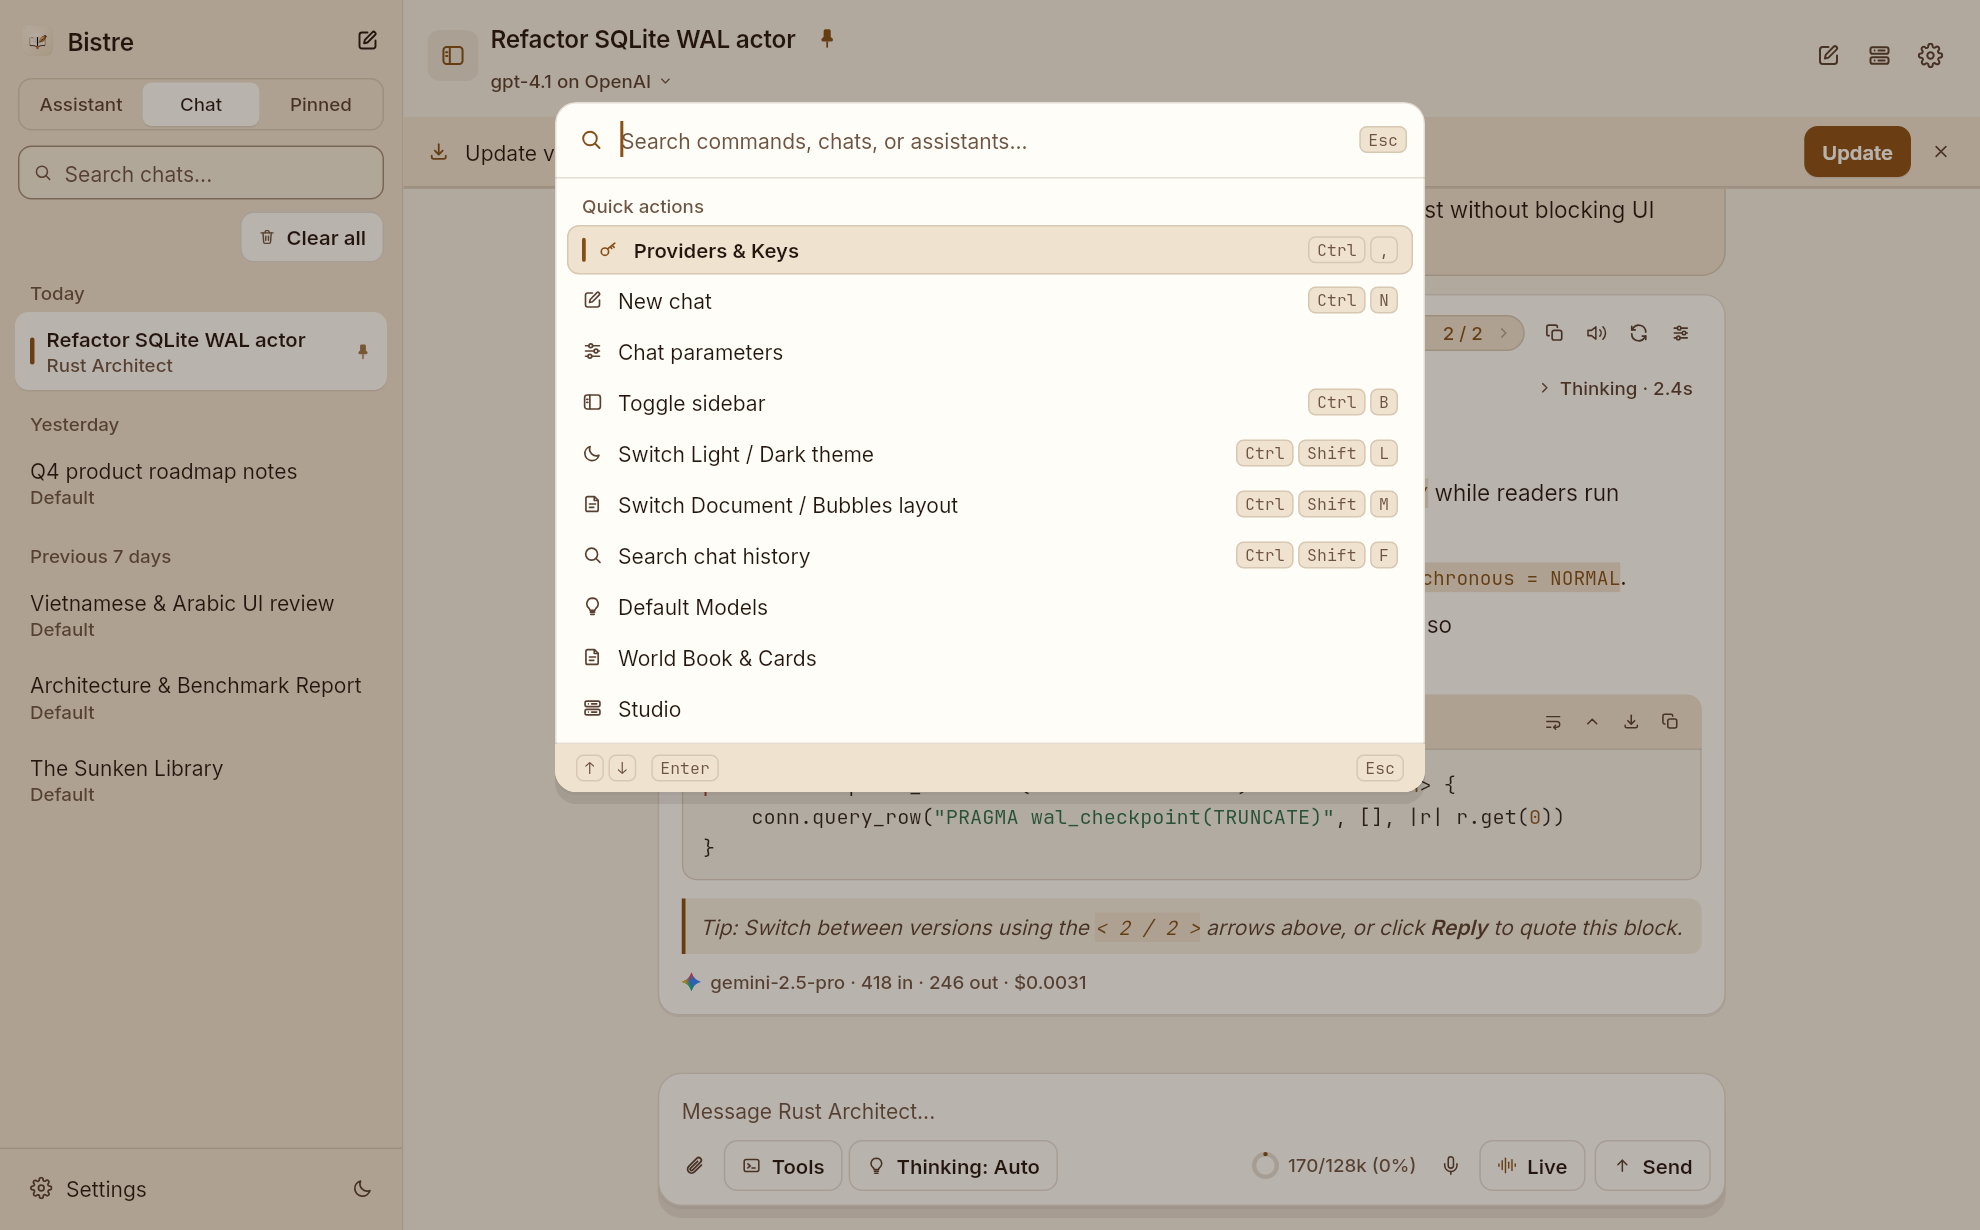 Bistre
Assistant
Chat
Pinned
Search chats...
Clear all
Today
Refactor SQLite WAL actor
Rust Architect
Yesterday
Q4 product roadmap notes
Default
Previous 7 days
Vietnamese & Arabic UI review
Default
Architecture & Benchmark Report
Default
The Sunken Library
Default
Settings
Refactor SQLite WAL actor
gpt-4.1 on OpenAI
Update
Update
st without blocking UI
2 / 2
Thinking · 2.4s
while readers run
chronous = NORMAL.
so
Search commands, chats, or assistants...
Esc
Quick actions
Providers & Keys Ctrl ,
New chat Ctrl N
Chat parameters
Toggle sidebar Ctrl B
Switch Light / Dark theme Ctrl Shift L
Switch Document / Bubbles layout Ctrl Shift M
Search chat history Ctrl Shift F
Default Models
World Book & Cards
Studio
↑ ↓ Enter Esc
> {
conn.query_row("PRAGMA wal_checkpoint(TRUNCATE)", [], |r| r.get(0))
}
Tip: Switch between versions using the < 2 / 2 > arrows above, or click Reply to quote this block.
gemini-2.5-pro · 418 in · 246 out · $0.0031
Message Rust Architect...
Tools
Thinking: Auto
170/128k (0%)
Live
Send